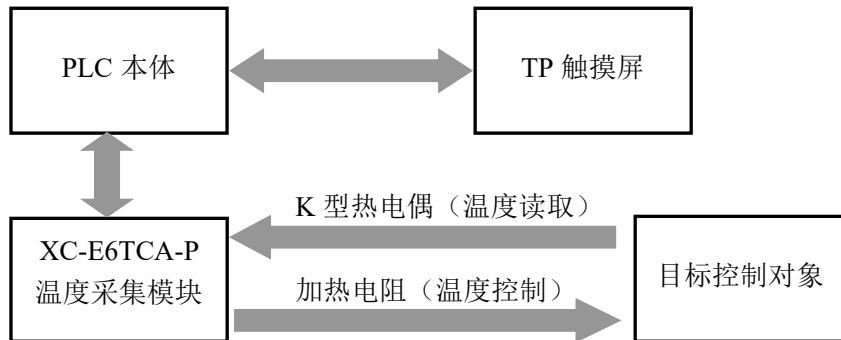 PLC 本体
TP 触摸屏
K 型热电偶（温度读取）
XC-E6TCA-P
温度采集模块
目标控制对象
加热电阻（温度控制）